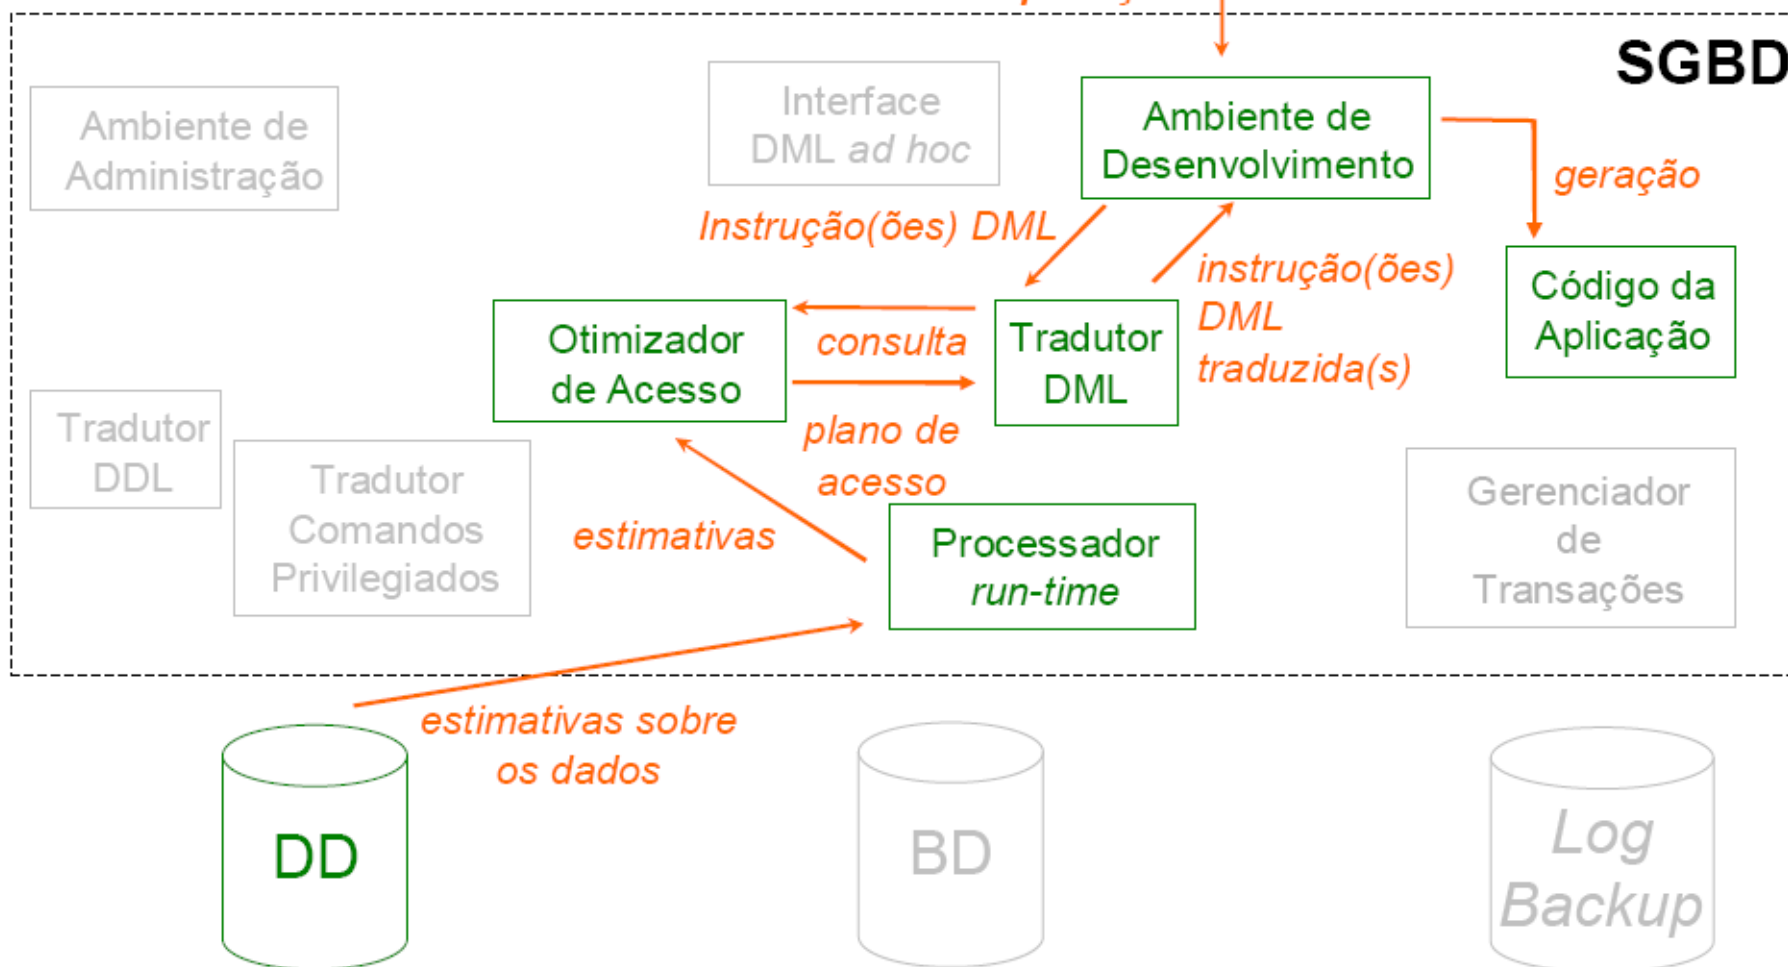 SGBD
Ambiente de
Administração
Interface
DML ad hoc
Ambiente de
Desenvolvimento
geração
Instrução(ões) DML
instrução(ões)
DML
traduzida(s)
Código da
Aplicação
Otimizador
de Acesso
consulta
Tradutor
DML
plano de
acesso
Tradutor
DDL
Tradutor
Comandos
Privilegiados
estimativas
Processador
run-time
Gerenciador
de
Transações
estimativas sobre
os dados
DD
BD
Log
Backup